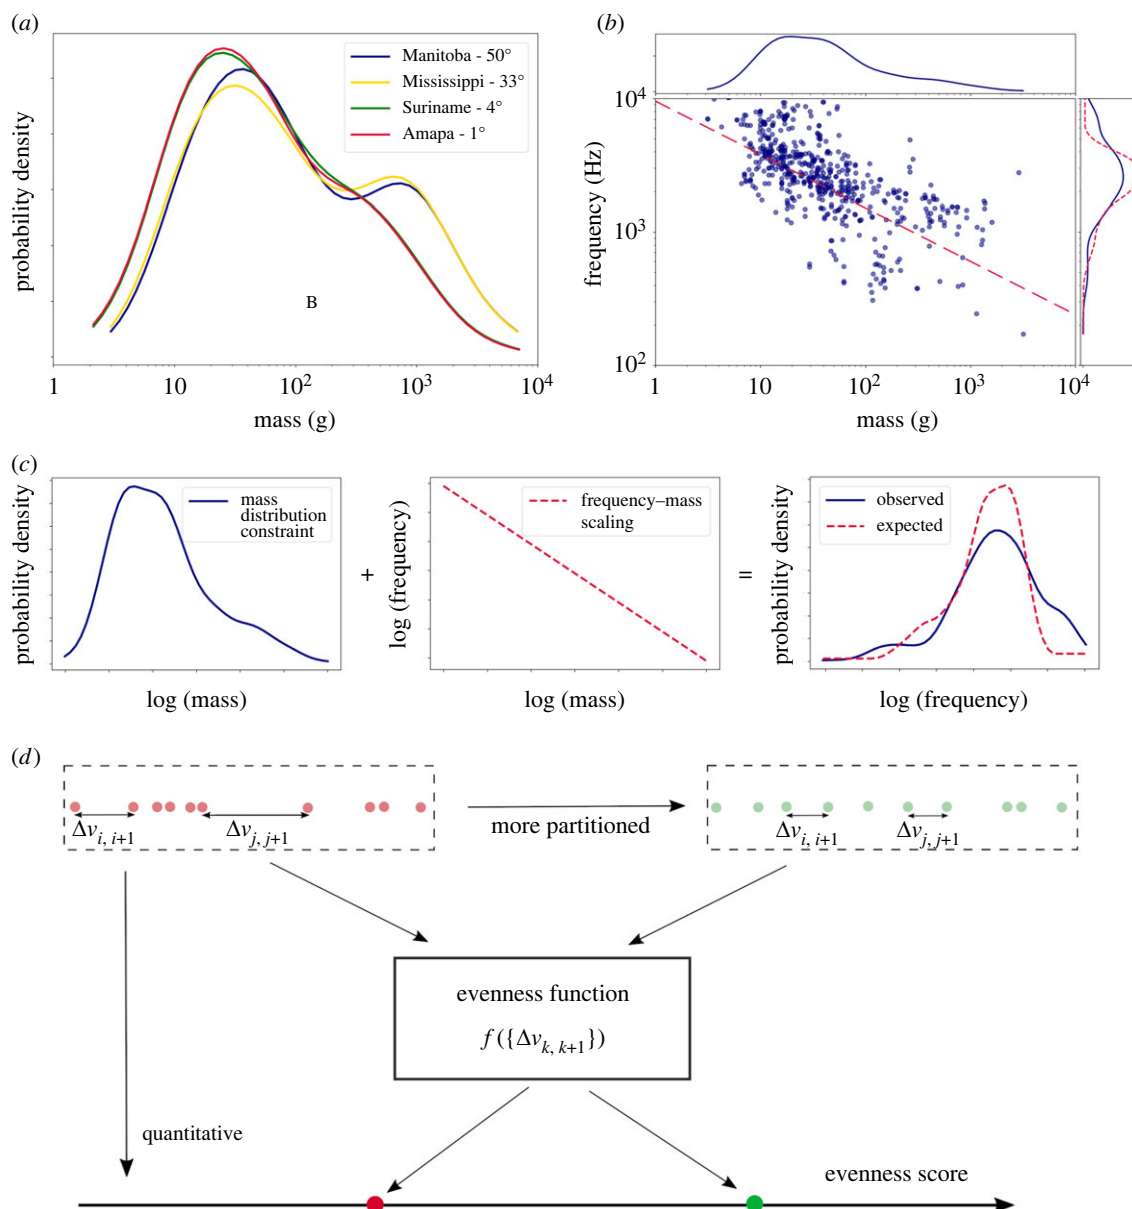 (a)
probability density
Manitoba - 50°
Mississippi - 33°
Suriname - 4°
Amapa - 1°
B
1 10 10² 10³ 10⁴
mass (g)
(b)
frequency (Hz)
10⁴
10³
10²
1 10 10² 10³ 10⁴
mass (g)
(c)
probability density
mass
distribution
constraint
log (mass)
+
log (frequency)
frequency–mass
scaling
log (mass)
=
probability density
observed
expected
log (frequency)
(d)
Δv_{i, i+1}
Δv_{j, j+1}
more partitioned
Δv_{i, i+1}
Δv_{j, j+1}
evenness function
f ({Δv_{k, k+1}})
quantitative
evenness score